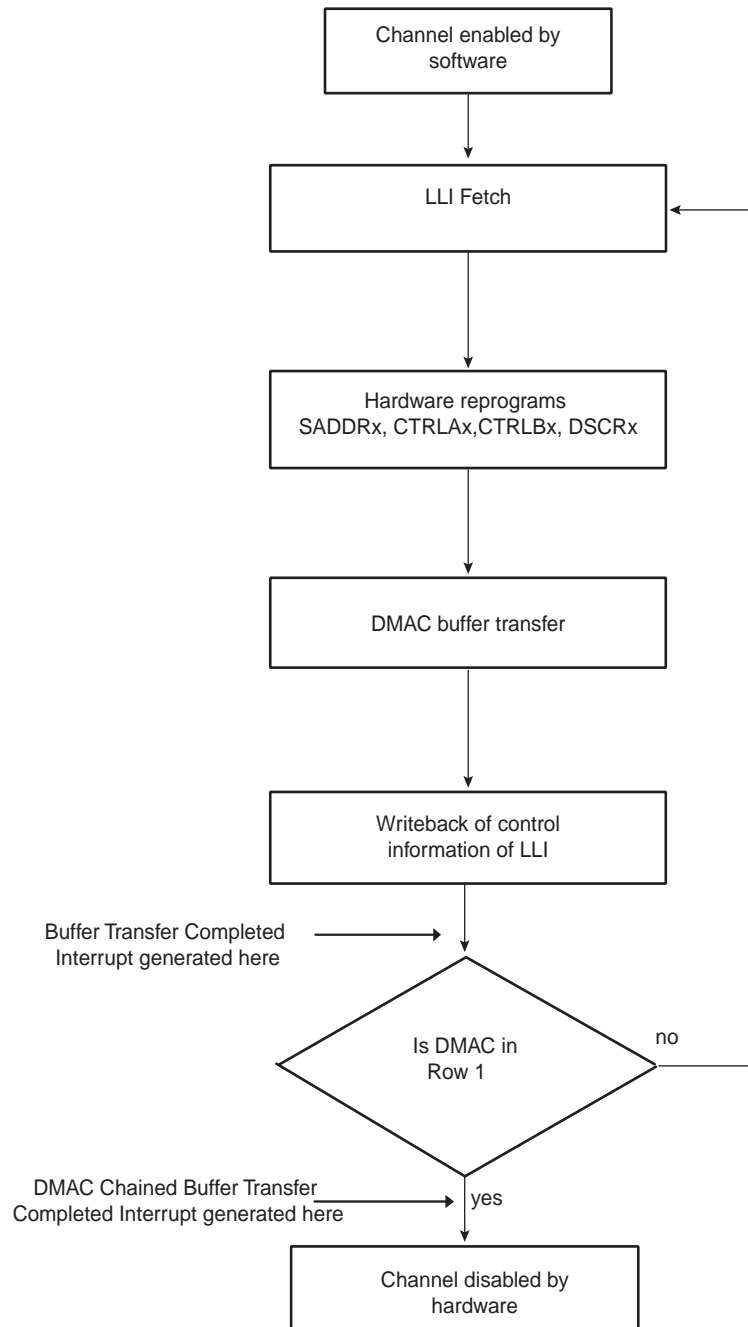 Channel enabled by
software
LLI Fetch
Hardware reprograms
SADDRx, CTRLAx,CTRLBx, DSCRx
DMAC buffer transfer
Writeback of control
information of LLI
Buffer Transfer Completed
Interrupt generated here
Is DMAC in
Row 1
no
DMAC Chained Buffer Transfer
Completed Interrupt generated here
yes
Channel disabled by
hardware